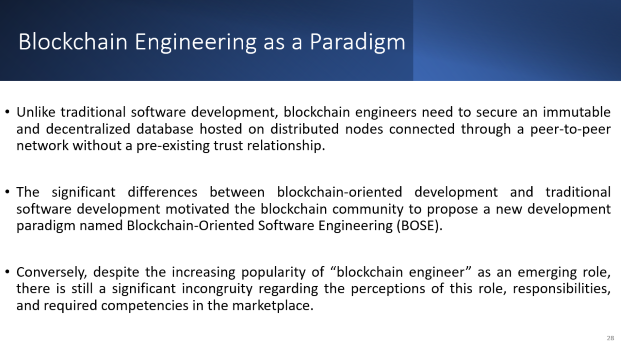 Blockchain Engineering as a Paradigm
• Unlike traditional software development, blockchain engineers need to secure an immutable
and decentralized database hosted on distributed nodes connected through a peer-to-peer
network without a pre-existing trust relationship.
• The significant differences between blockchain-oriented development and traditional
software development motivated the blockchain community to propose a new development
paradigm named Blockchain-Oriented Software Engineering (BOSE).
• Conversely, despite the increasing popularity of “blockchain engineer” as an emerging role,
there is still a significant incongruity regarding the perceptions of this role, responsibilities,
and required competencies in the marketplace.
28